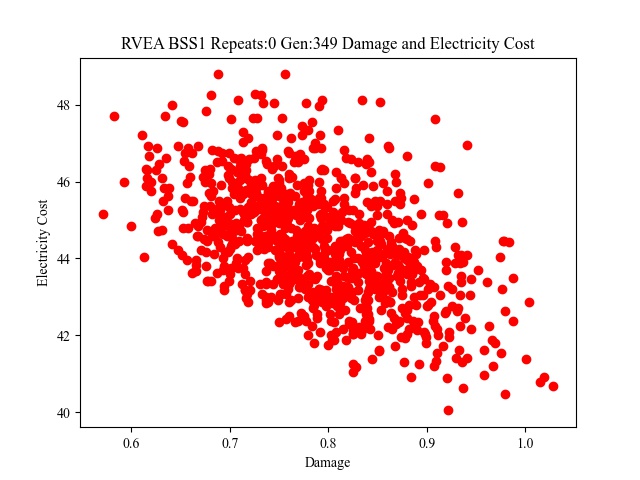 RVEA BSS1 Repeats:0 Gen:349 Damage and Electricity Cost
48
46
44
42
40
Electricity Cost
0.6 0.7 0.8 0.9 1.0
Damage